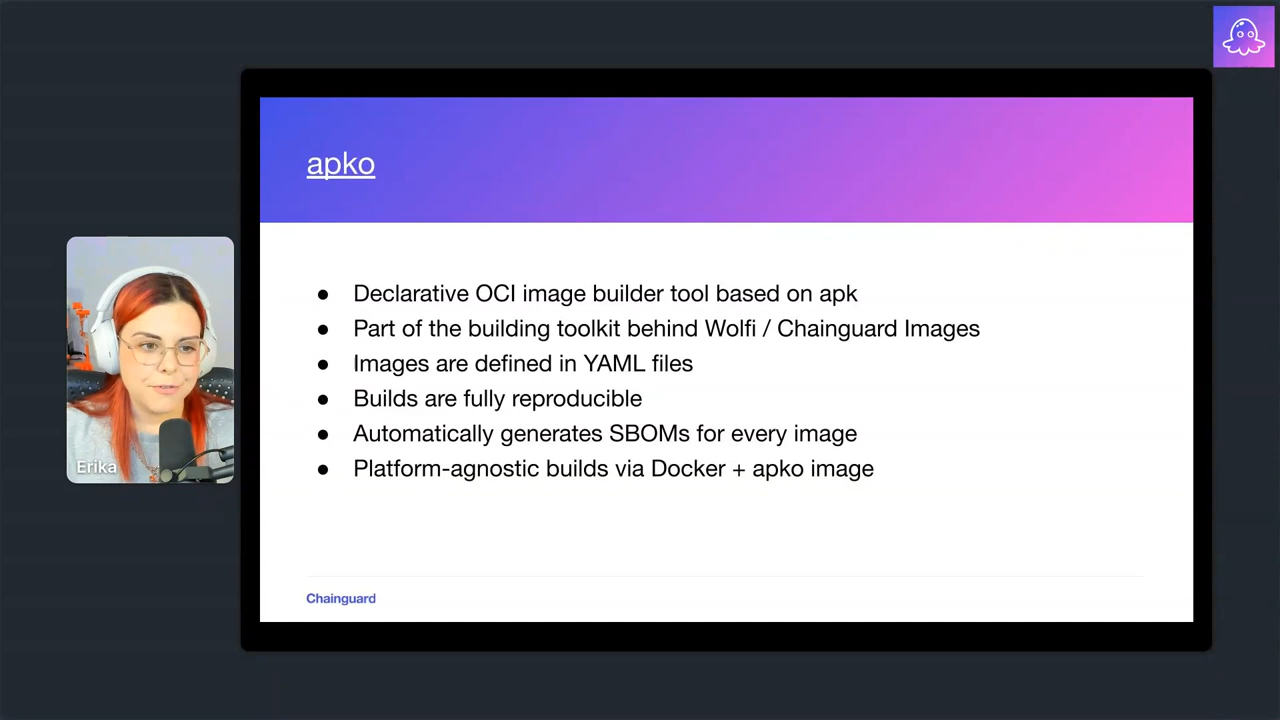 apko
● Declarative OCI image builder tool based on apk
● Part of the building toolkit behind Wolfi / Chainguard Images
● Images are defined in YAML files
● Builds are fully reproducible
● Automatically generates SBOMs for every image
● Platform-agnostic builds via Docker + apko image
Erika
Chainguard